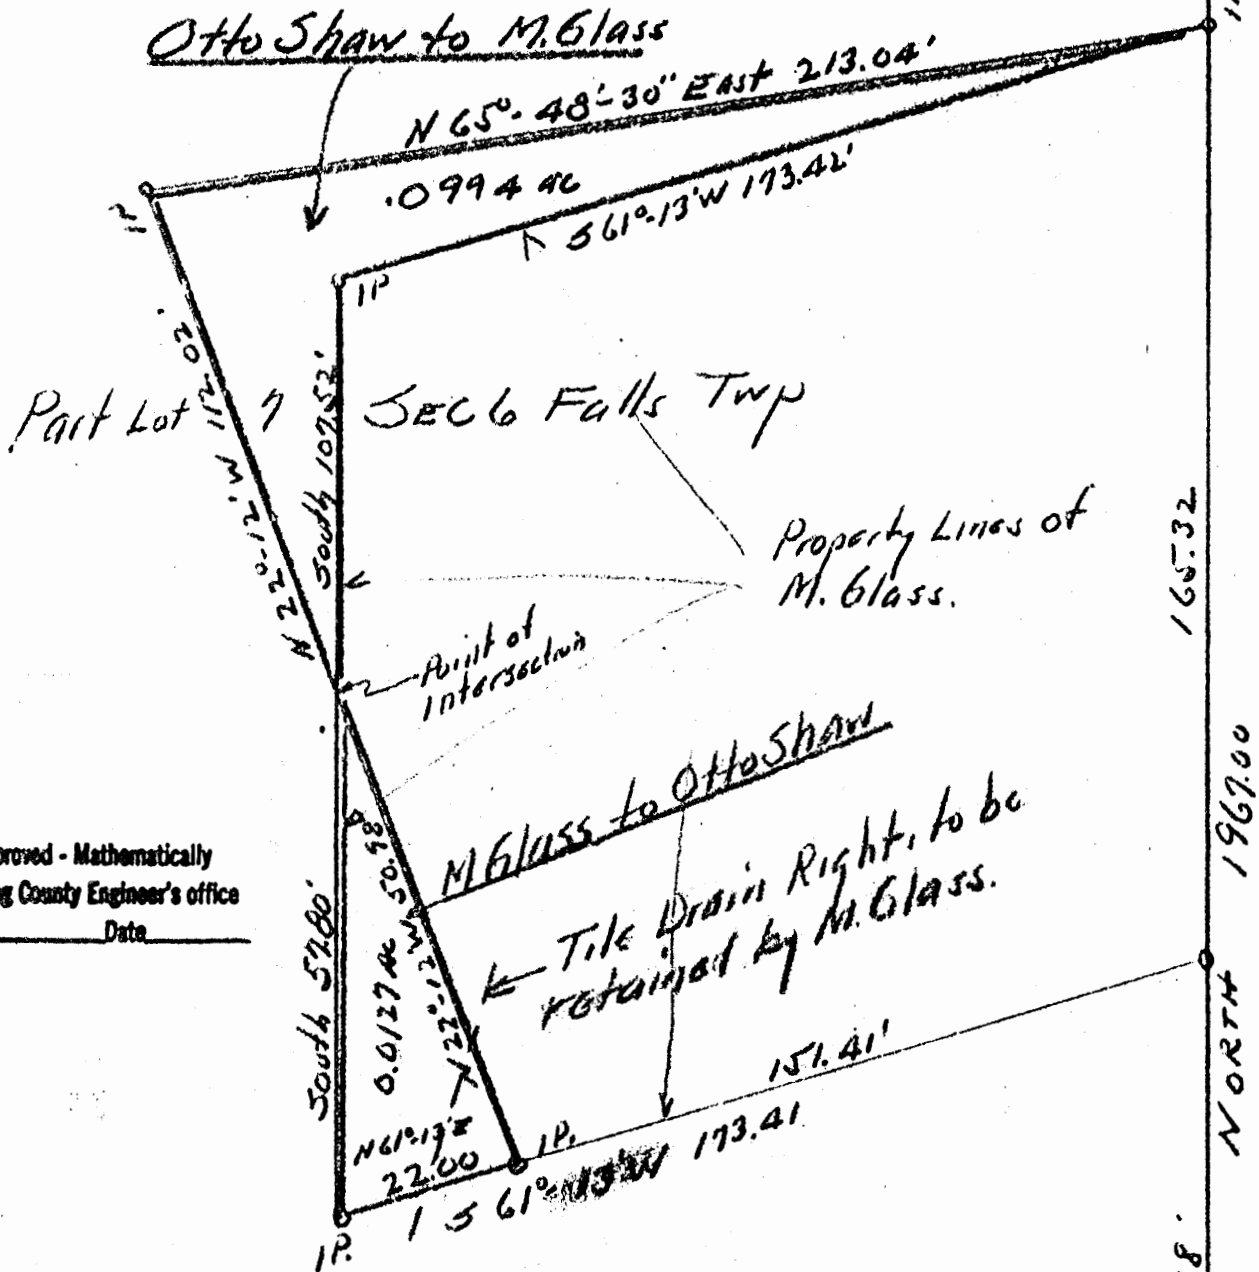 Otto Shaw to M. Glass
N 65°-48'-30" East 213.04'
.0994 ac
S 61°-13'W 173.42'
IP
IP
N 22°-12'W 112.02'
South 107.52'
Part Lot 7 SEC 6 Falls Twp
Property Lines of
M. Glass.
165.32
Point of
Intersection
M Glass to Otto Shaw
Tile Drain Right, to be
retained by M. Glass.
1967.00
NORTH
proved - Mathematically
g County Engineer's office
Date
South 57.80'
0.0127 ac
N 22°-12'W 50.98
151.41'
N 61°-13'E
22.00
IP.
S 61°-13'W 173.41
IP.
8.